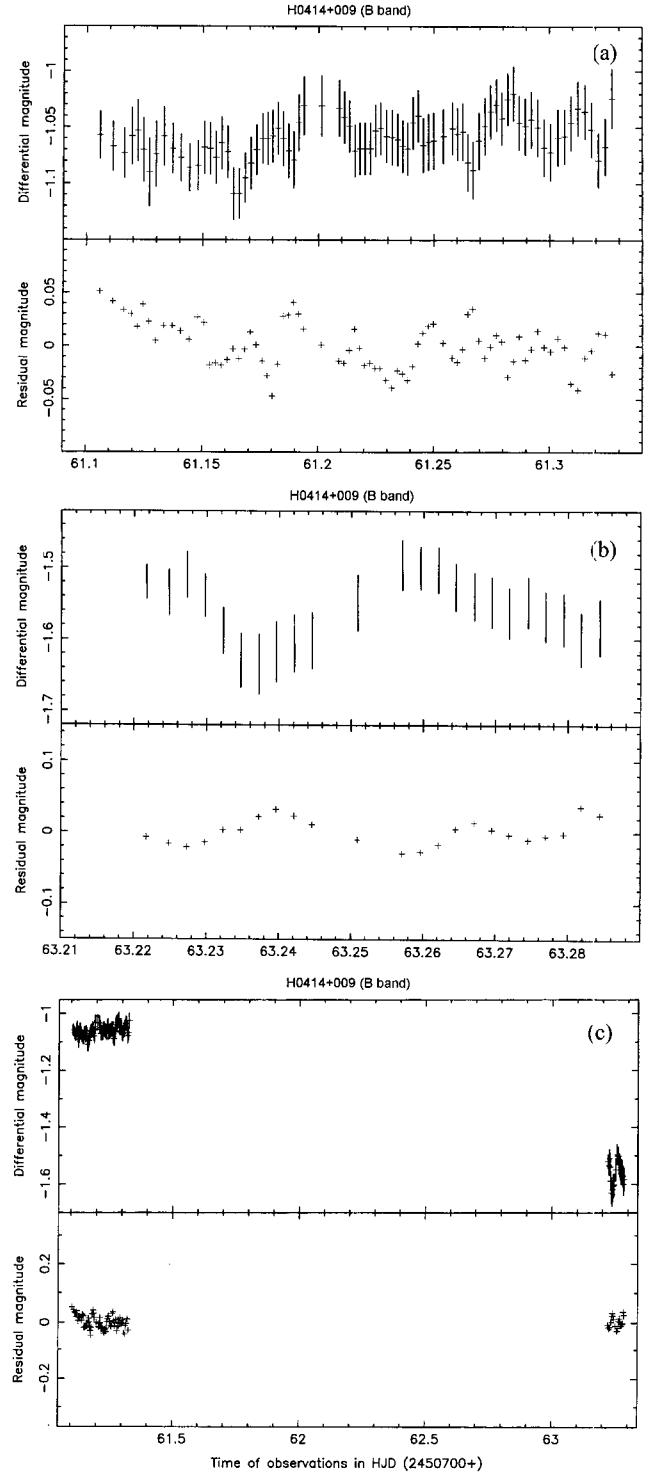 H0414+009 (B band)
(a)
Differential magnitude
−1
−1.05
−1.1
Residual magnitude
0.05
0
−0.05
61.1 61.15 61.2 61.25 61.3
H0414+009 (B band)
(b)
Differential magnitude
−1.5
−1.6
−1.7
Residual magnitude
0.1
0
−0.1
63.21 63.22 63.23 63.24 63.25 63.26 63.27 63.28
H0414+009 (B band)
(c)
Differential magnitude
−1
−1.2
−1.4
−1.6
Residual magnitude
0.2
0
−0.2
61.5 62 62.5 63
Time of observations in HJD (2450700+)